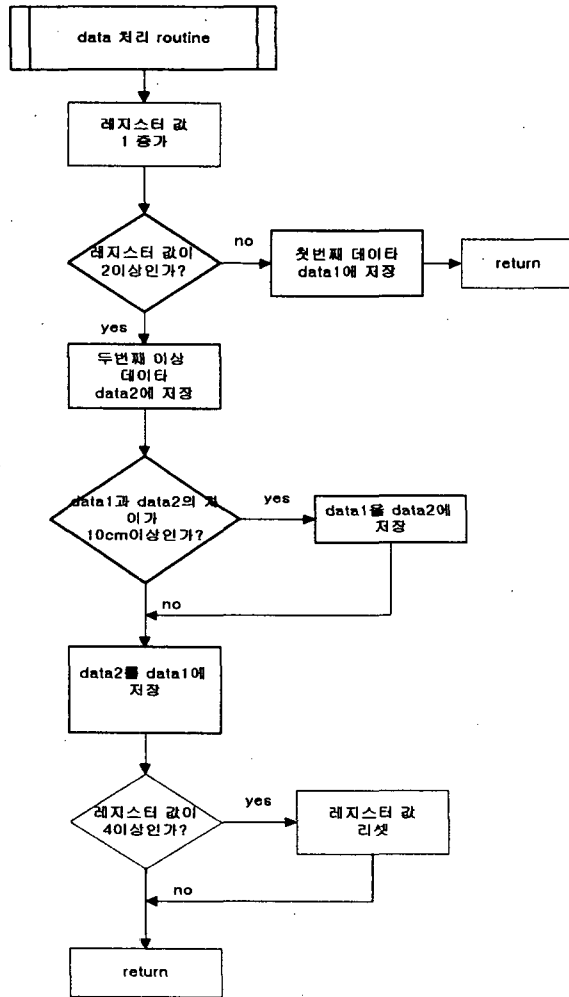 data 처리 routine
레지스터 값
1 증가
레지스터 값이
2이상인가?
no
첫번째 데이타
data1에 저장
return
yes
두번째 이상
데이타
data2에 저장
data1과 data2의 차
이가
10cm이상인가?
yes
data1을 data2에
저장
no
data2를 data1에
저장
레지스터 값이
4이상인가?
yes
레지스터 값
리셋
no
return